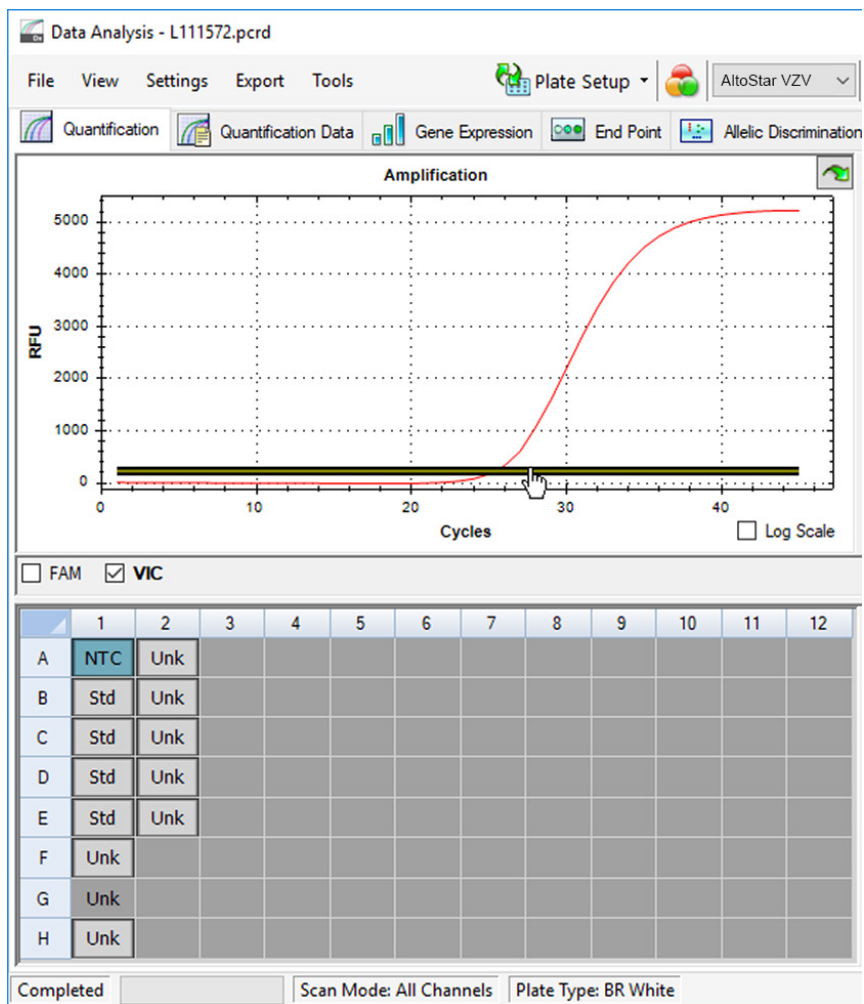 Data Analysis - L111572.pcrd
File View Settings Export Tools Plate Setup AltoStar VZV
Quantification Quantification Data Gene Expression End Point Allelic Discrimination
Amplification
5000
4000
3000
2000
1000
0
RFU
0 10 20 30 40
Cycles
Log Scale
FAM VIC
1 2 3 4 5 6 7 8 9 10 11 12
A NTC Unk
B Std Unk
C Std Unk
D Std Unk
E Std Unk
F Unk
G Unk
H Unk
Completed Scan Mode: All Channels Plate Type: BR White